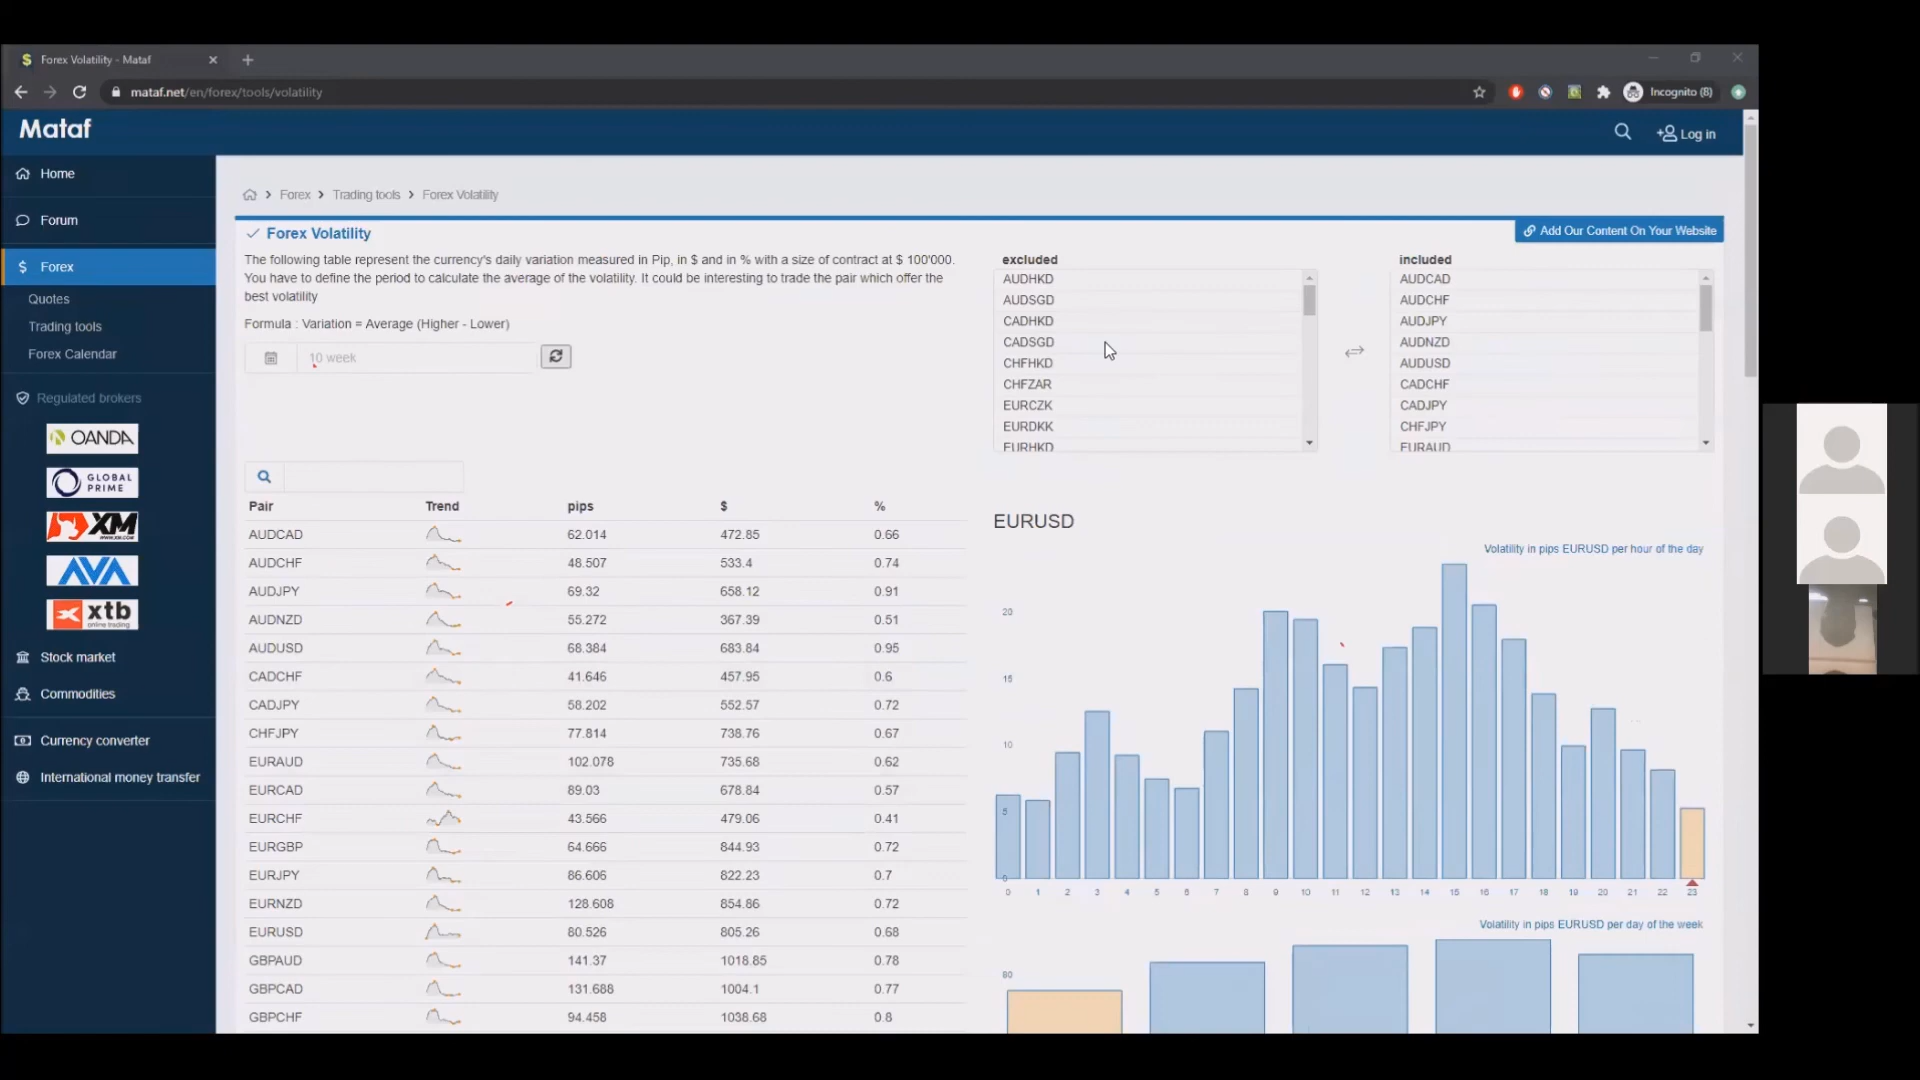 Forex Volatility - Mataf
mataf.net/en/forex/tools/volatility
Incognito (8)
Mataf
Log in
Home
Forum
$ Forex
Quotes
Trading tools
Forex Calendar
Regulated brokers
OANDA
GLOBAL
PRIME
XM
WWW.XM.COM
AVA
xtb
online trading
Stock market
Commodities
Currency converter
International money transfer
Forex > Trading tools > Forex Volatility
Forex Volatility
Add Our Content On Your Website
The following table represent the currency's daily variation measured in Pip, in $ and in % with a size of contract at $ 100'000.
You have to define the period to calculate the average of the volatility. It could be interesting to trade the pair which offer the
best volatility
Formula : Variation = Average (Higher - Lower)
10 week
excluded
AUDHKD
AUDSGD
CADHKD
CADSGD
CHFHKD
CHFZAR
EURCZK
EURDKK
EURHKD
included
AUDCAD
AUDCHF
AUDJPY
AUDNZD
AUDUSD
CADCHF
CADJPY
CHFJPY
EURAUD
Pair Trend pips $ %
AUDCAD 62.014 472.85 0.66
AUDCHF 48.507 533.4 0.74
AUDJPY 69.32 658.12 0.91
AUDNZD 55.272 367.39 0.51
AUDUSD 68.384 683.84 0.95
CADCHF 41.646 457.95 0.6
CADJPY 58.202 552.57 0.72
CHFJPY 77.814 738.76 0.67
EURAUD 102.078 735.68 0.62
EURCAD 89.03 678.84 0.57
EURCHF 43.566 479.06 0.41
EURGBP 64.666 844.93 0.72
EURJPY 86.606 822.23 0.7
EURNZD 128.608 854.86 0.72
EURUSD 80.526 805.26 0.68
GBPAUD 141.37 1018.85 0.78
GBPCAD 131.688 1004.1 0.77
GBPCHF 94.458 1038.68 0.8
EURUSD
Volatility in pips EURUSD per hour of the day
20
15
10
5
0
0 1 2 3 4 5 6 7 8 9 10 11 12 13 14 15 16 17 18 19 20 21 22 23
Volatility in pips EURUSD per day of the week
80